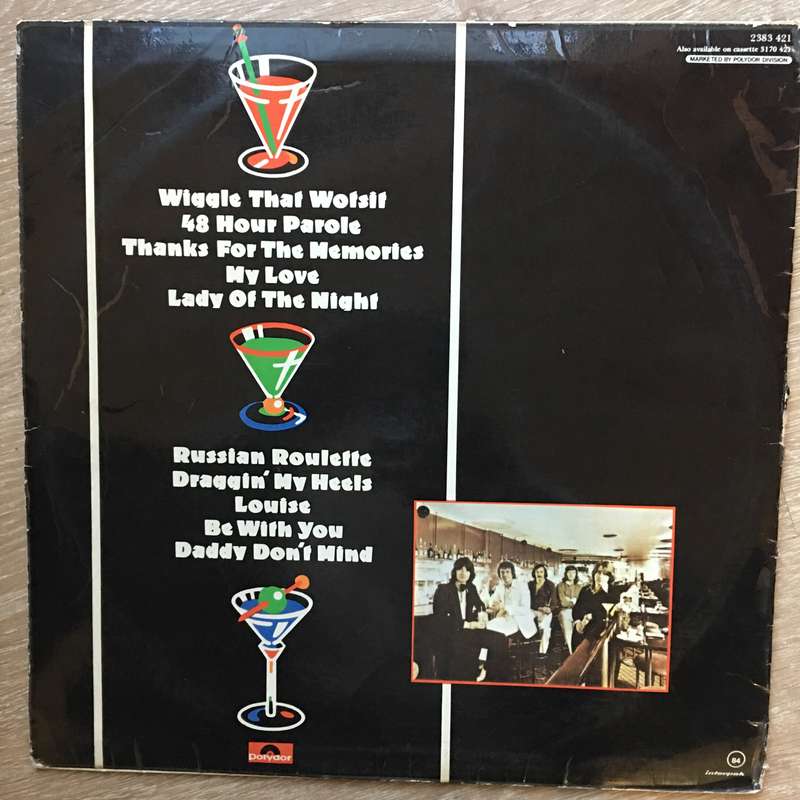 2383 421
Also available on cassette 3170 421
MARKETED BY POLYDOR DIVISION
Wiggle That Wotsit
48 Hour Parole
Thanks For The Memories
My Love
Lady Of The Night
Russian Roulette
Draggin' My Heels
Louise
Be With You
Daddy Don't Mind
Polydor
84
interpak